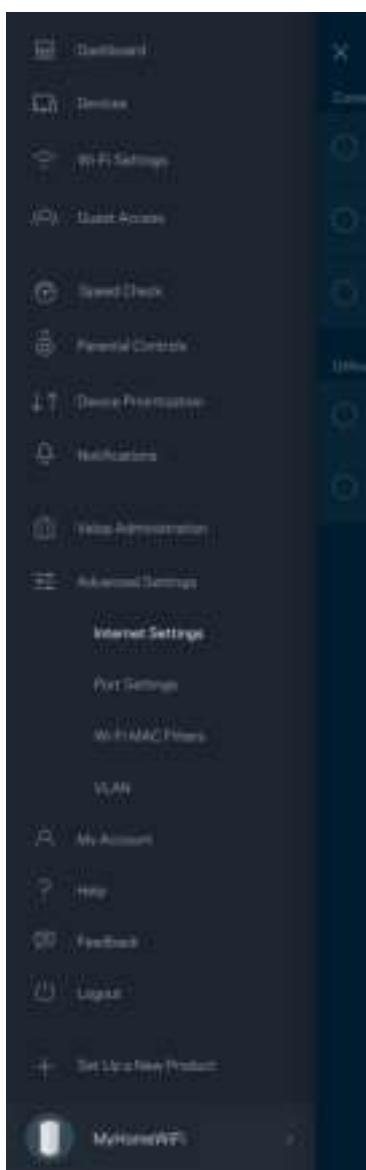 Dashboard
Devices
Wi-Fi Settings
Guest Access
Speed Check
Parental Controls
Device Prioritization
Notifications
Velop Administration
Advanced Settings
Internet Settings
Port Settings
Wi-Fi MAC Filters
VLAN
My Account
Help
Feedback
Logout
Set Up a New Product
MyHomeWiFi